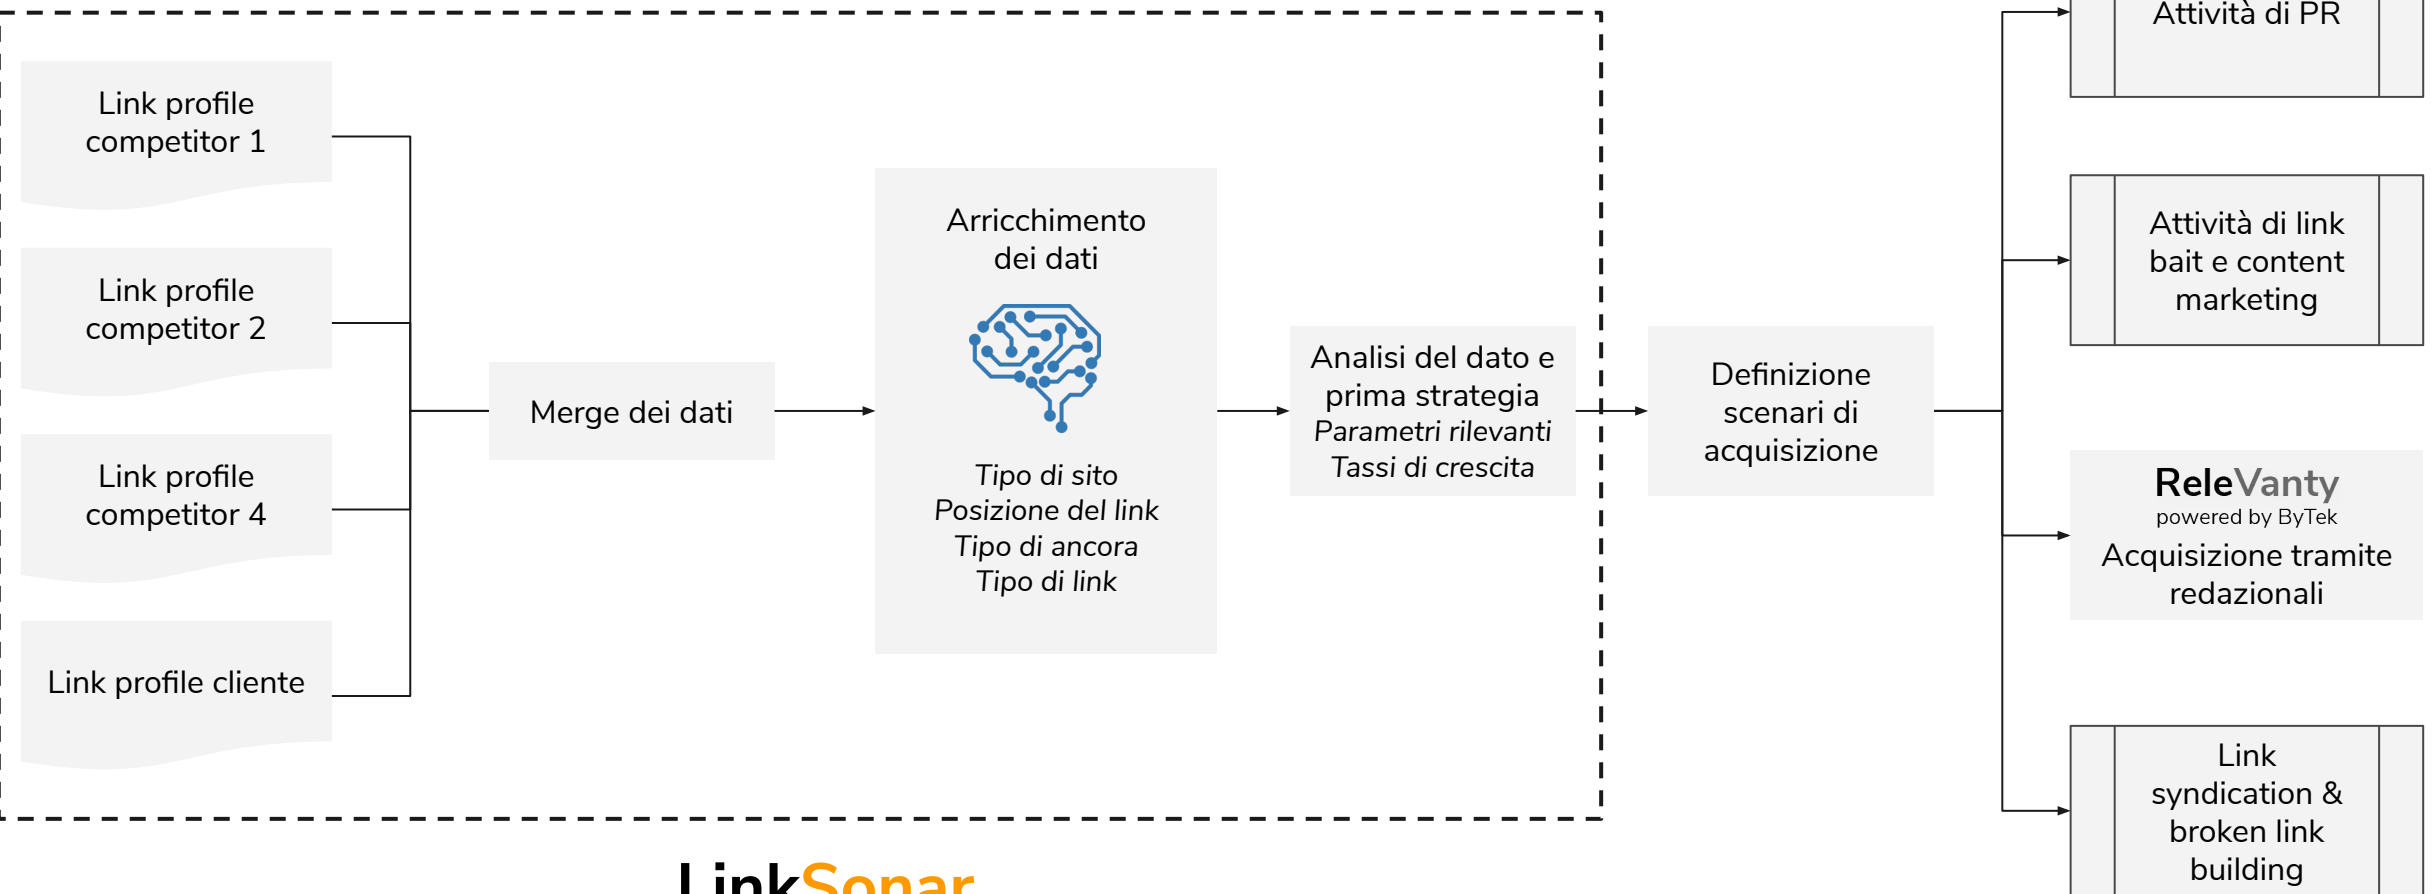 Link profile
competitor 1
Link profile
competitor 2
Link profile
competitor 4
Link profile cliente
Merge dei dati
Arricchimento
dei dati
Tipo di sito
Posizione del link
Tipo di ancora
Tipo di link
Analisi del dato e
prima strategia
Parametri rilevanti
Tassi di crescita
Definizione
scenari di
acquisizione
Attività di PR
Attività di link
bait e content
marketing
ReleVanty
powered by ByTek
Acquisizione tramite
redazionali
Link
syndication &
broken link
building
LinkSonar